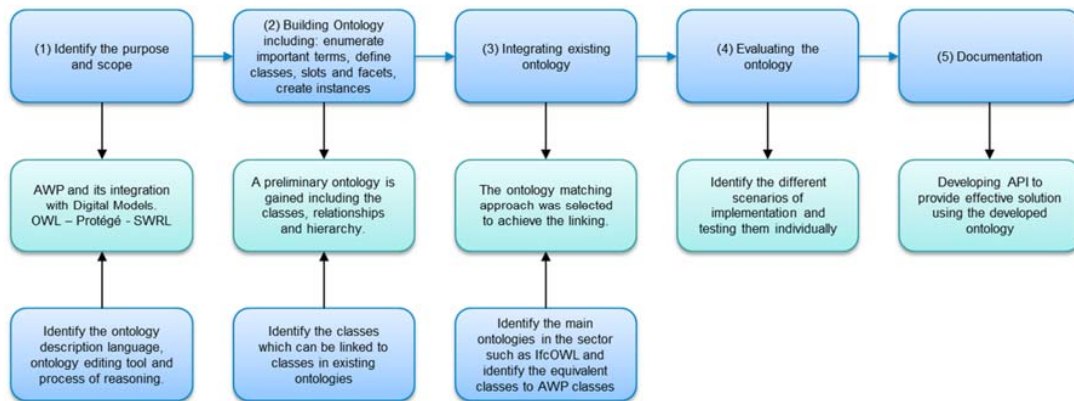 (1) Identify the purpose
and scope
(2) Building Ontology
including: enumerate
important terms, define
classes, slots and facets,
create instances
(3) Integrating existing
ontology
(4) Evaluating the
ontology
(5) Documentation
AWP and its integration
with Digital Models.
OWL – Protégé - SWRL
A preliminary ontology is
gained including the
classes, relationships
and hierarchy.
The ontology matching
approach was selected
to achieve the linking.
Identify the different
scenarios of
implementation and
testing them individually
Developing API to
provide effective solution
using the developed
ontology
Identify the ontology
description language,
ontology editing tool and
process of reasoning.
Identify the classes
which can be linked to
classes in existing
ontologies
Identify the main
ontologies in the sector
such as IfcOWL and
identify the equivalent
classes to AWP classes